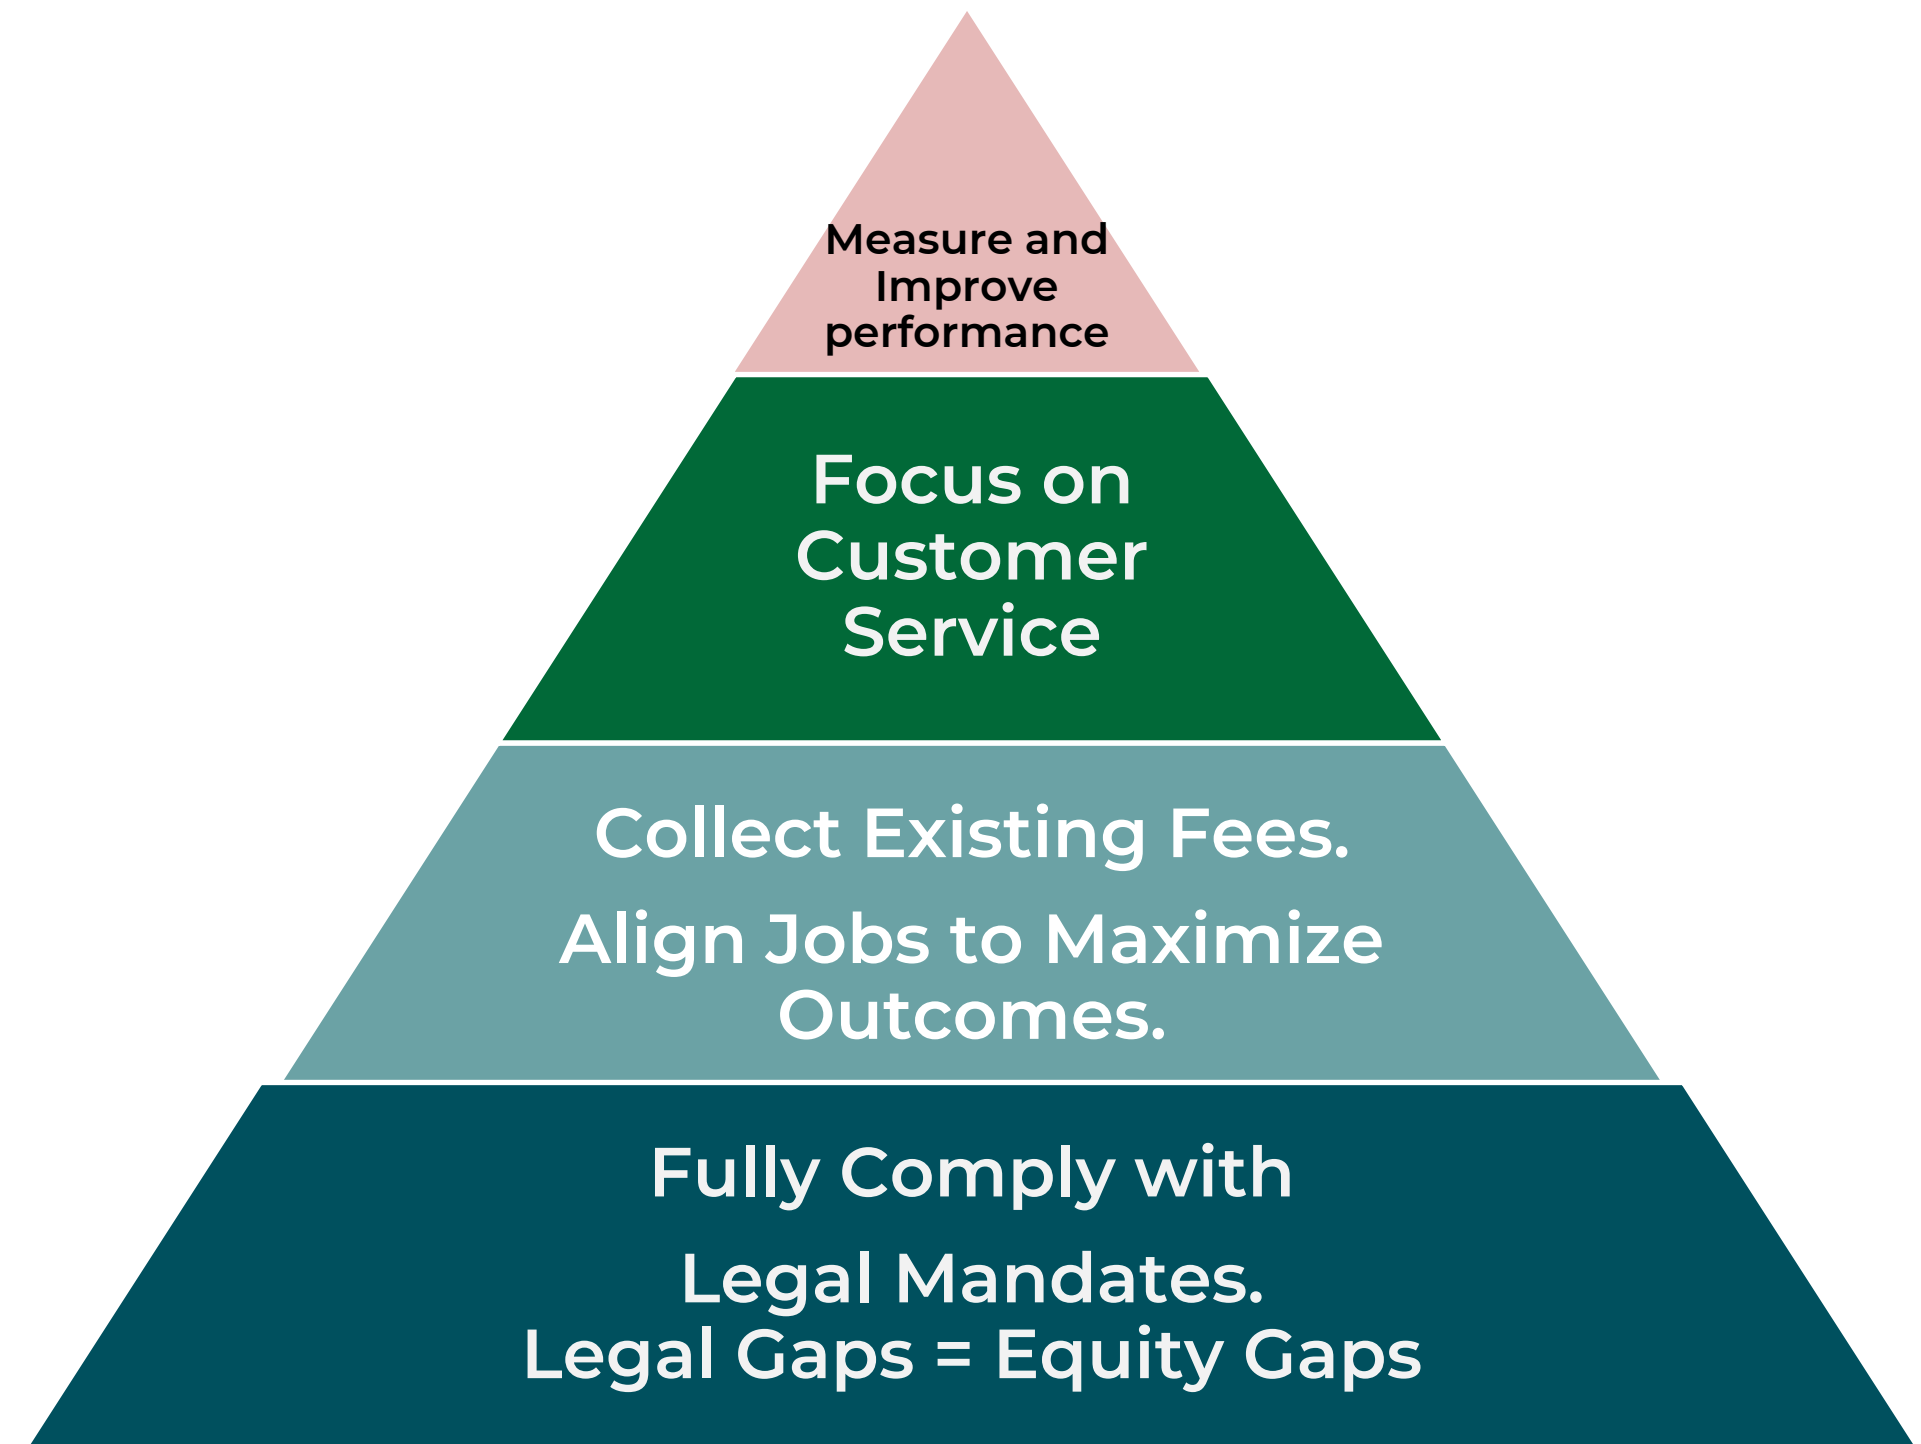 Measure and
Improve
performance
Focus on
Customer
Service
Collect Existing Fees.
Align Jobs to Maximize
Outcomes.
Fully Comply with
Legal Mandates.
Legal Gaps = Equity Gaps